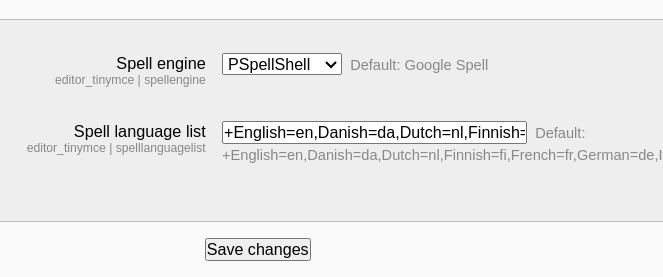 Spell engine PSpellShell Default: Google Spell
editor_tinymce | spellengine
Spell language list +English=en,Danish=da,Dutch=nl,Finnish= Default:
editor_tinymce | spelllanguagelist
+English=en,Danish=da,Dutch=nl,Finnish=fi,French=fr,German=de,I
Save changes